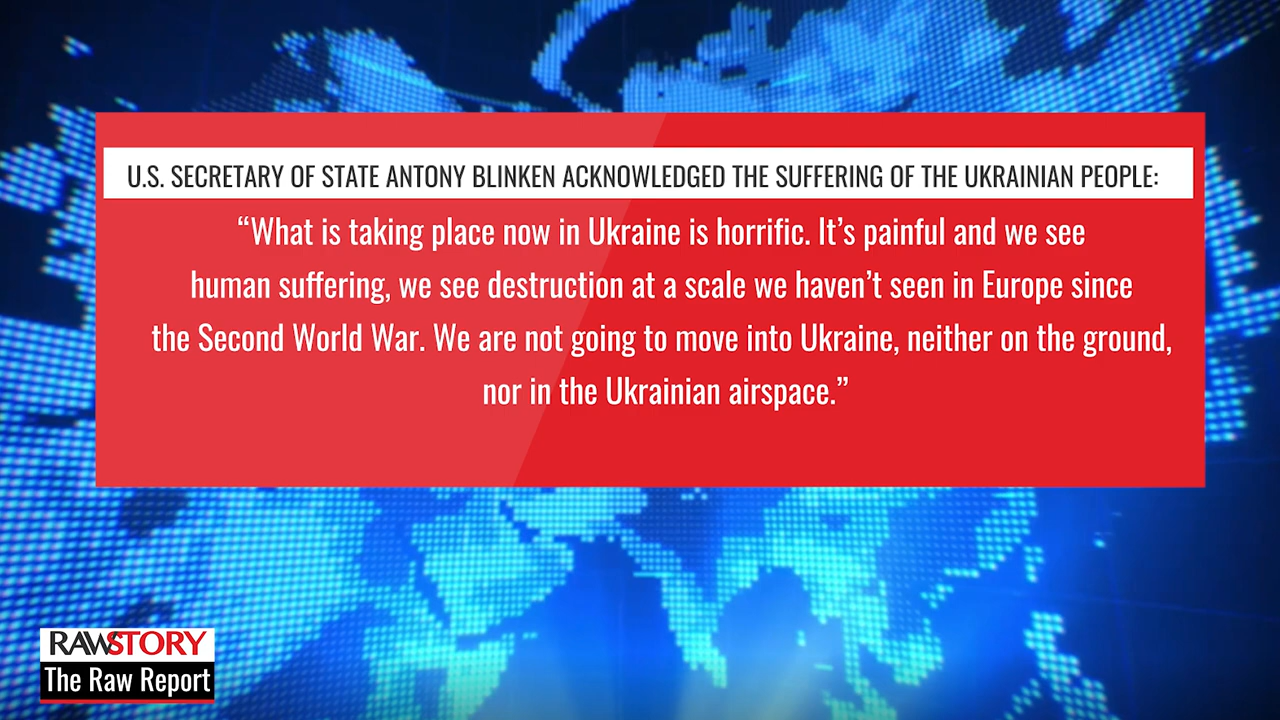 U.S. SECRETARY OF STATE ANTONY BLINKEN ACKNOWLEDGED THE SUFFERING OF THE UKRAINIAN PEOPLE:
“What is taking place now in Ukraine is horrific. It’s painful and we see
human suffering, we see destruction at a scale we haven’t seen in Europe since
the Second World War. We are not going to move into Ukraine, neither on the ground,
nor in the Ukrainian airspace.”
RAWSTORY
The Raw Report